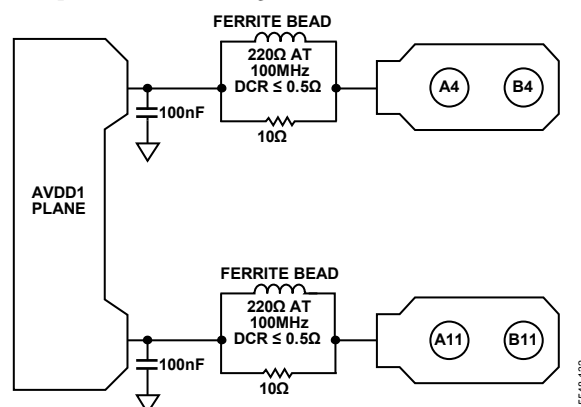 FERRITE BEAD
220Ω AT
100MHz
DCR ≤ 0.5Ω
100nF
10Ω
A4
B4
AVDD1
PLANE
FERRITE BEAD
220Ω AT
100MHz
DCR ≤ 0.5Ω
100nF
10Ω
A11
B11